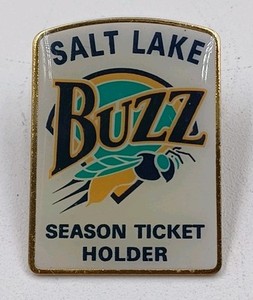 SALT LAKE
BUZZ
SEASON TICKET
HOLDER